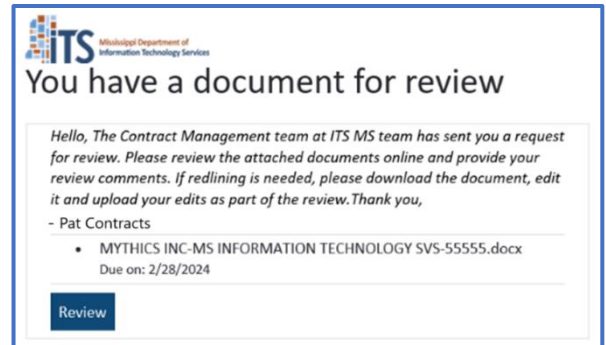 iTS Mississippi Department of
Information Technology Services
You have a document for review
Hello, The Contract Management team at ITS MS team has sent you a request
for review. Please review the attached documents online and provide your
review comments. If redlining is needed, please download the document, edit
it and upload your edits as part of the review.Thank you,
- Pat Contracts
• MYTHICS INC-MS INFORMATION TECHNOLOGY SVS-55555.docx
Due on: 2/28/2024
Review